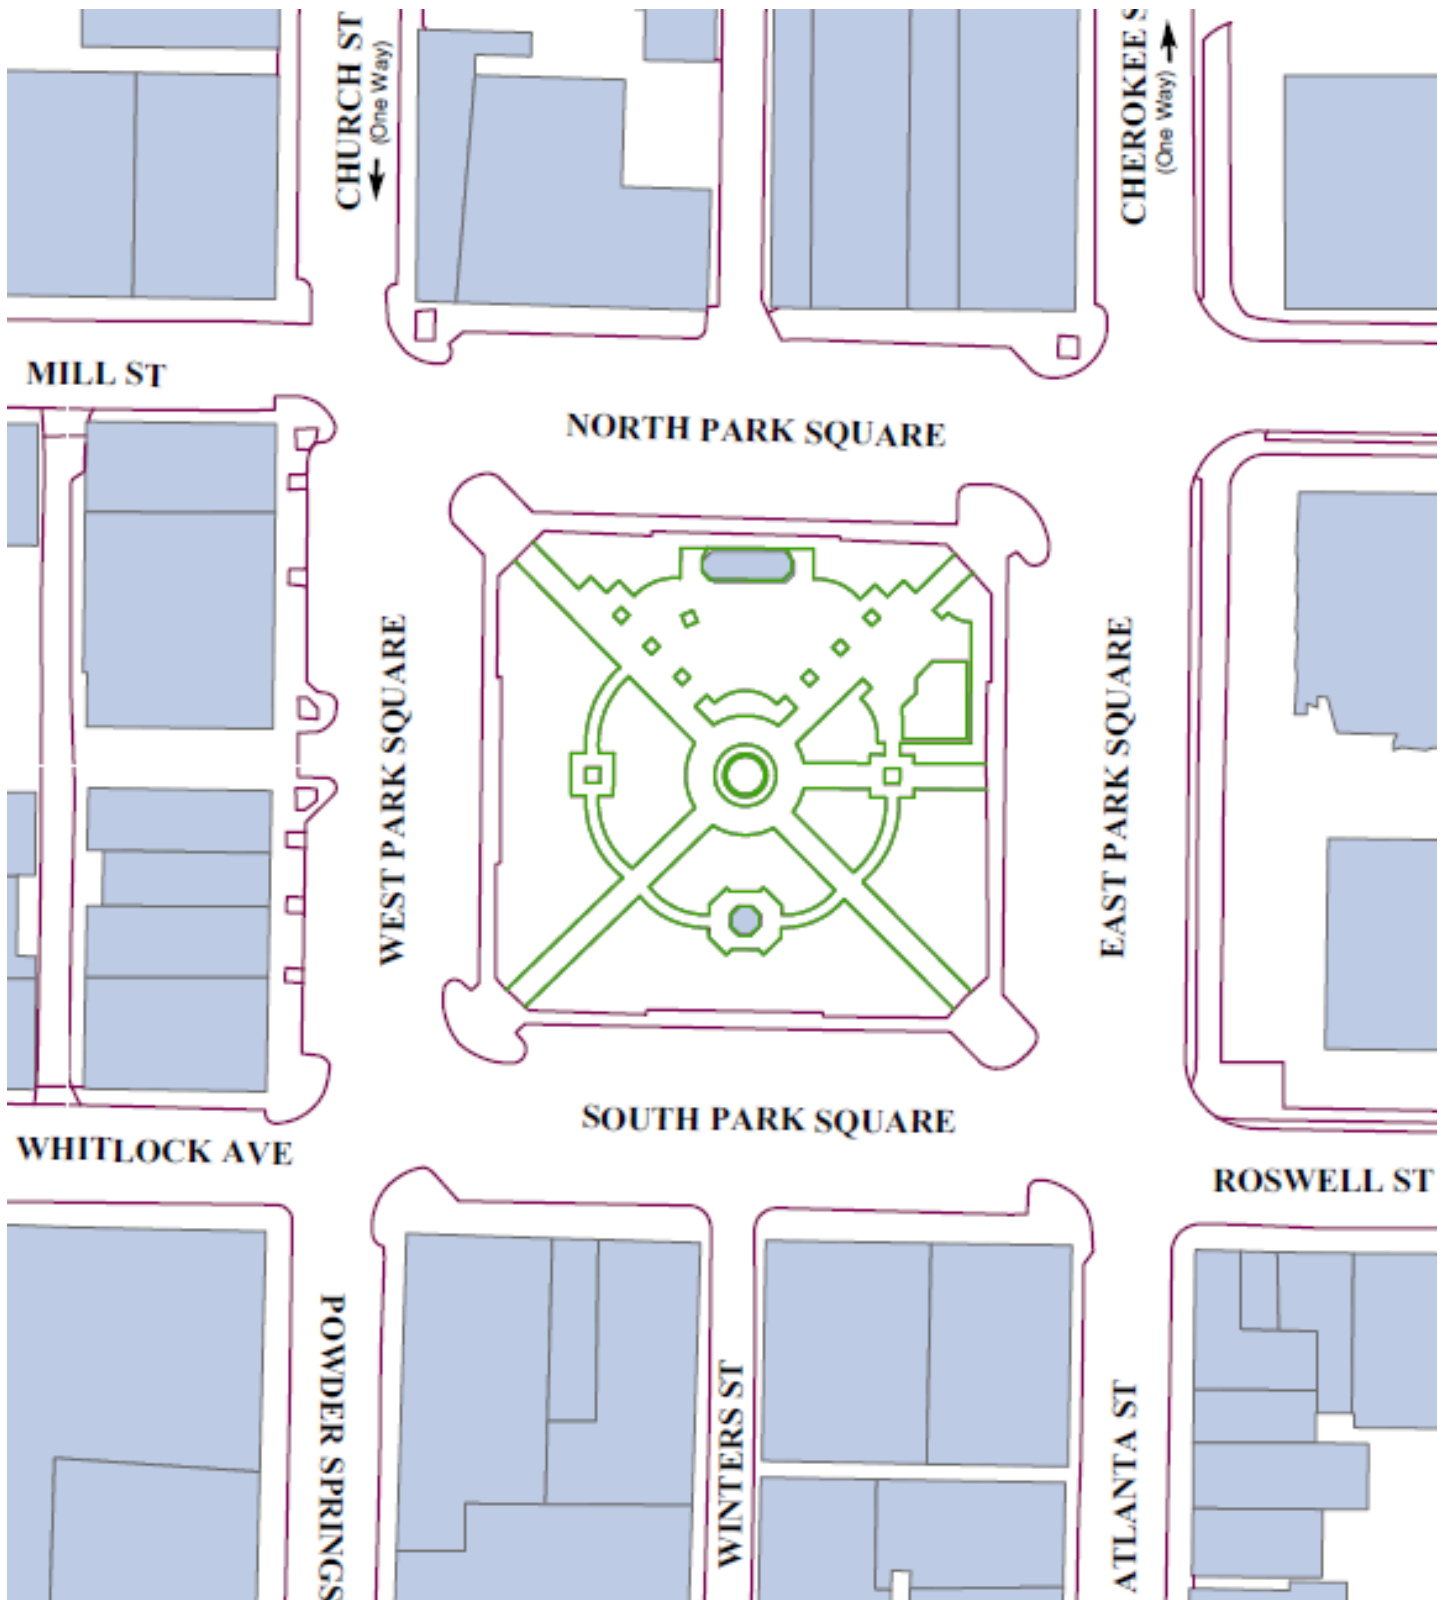 CHURCH ST
(One Way)
CHEROKEE
(One Way)
MILL ST
NORTH PARK SQUARE
WEST PARK SQUARE
EAST PARK SQUARE
SOUTH PARK SQUARE
WHITLOCK AVE
ROSWELL ST
POWDER SPRINGS
WINTERS ST
ATLANTA ST